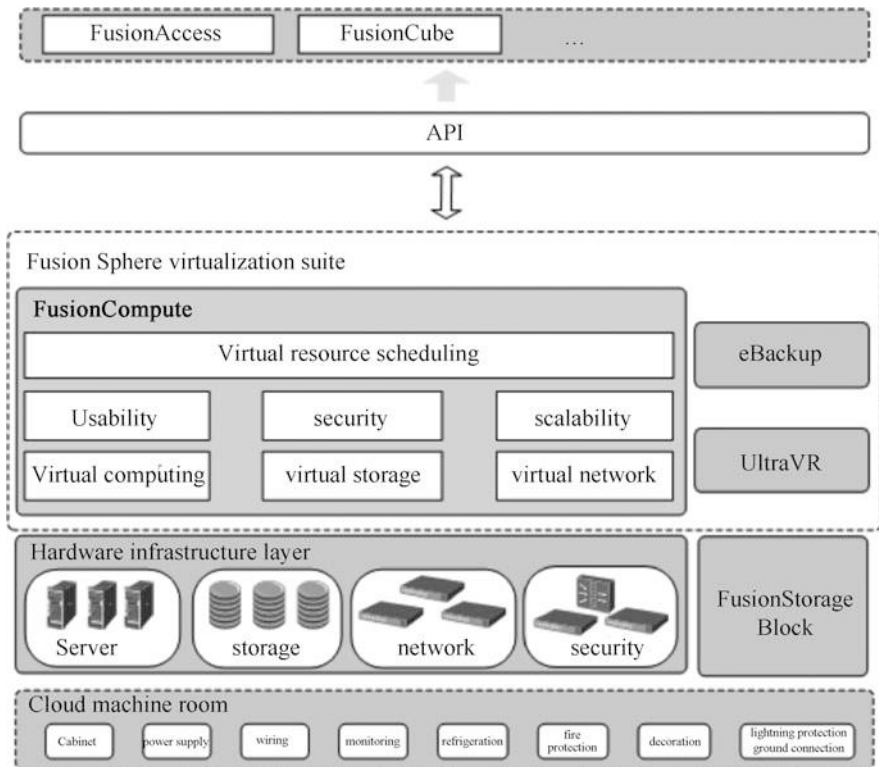 FusionAccess
FusionCube
...
API
Fusion Sphere virtualization suite
FusionCompute
Virtual resource scheduling
eBackup
Usability
security
scalability
UltraVR
Virtual computing
virtual storage
virtual network
Hardware infrastructure layer
Server
storage
network
security
FusionStorage
Block
Cloud machine room
Cabinet
power supply
wiring
monitoring
refrigeration
fire
protection
decoration
lightning protection
ground connection